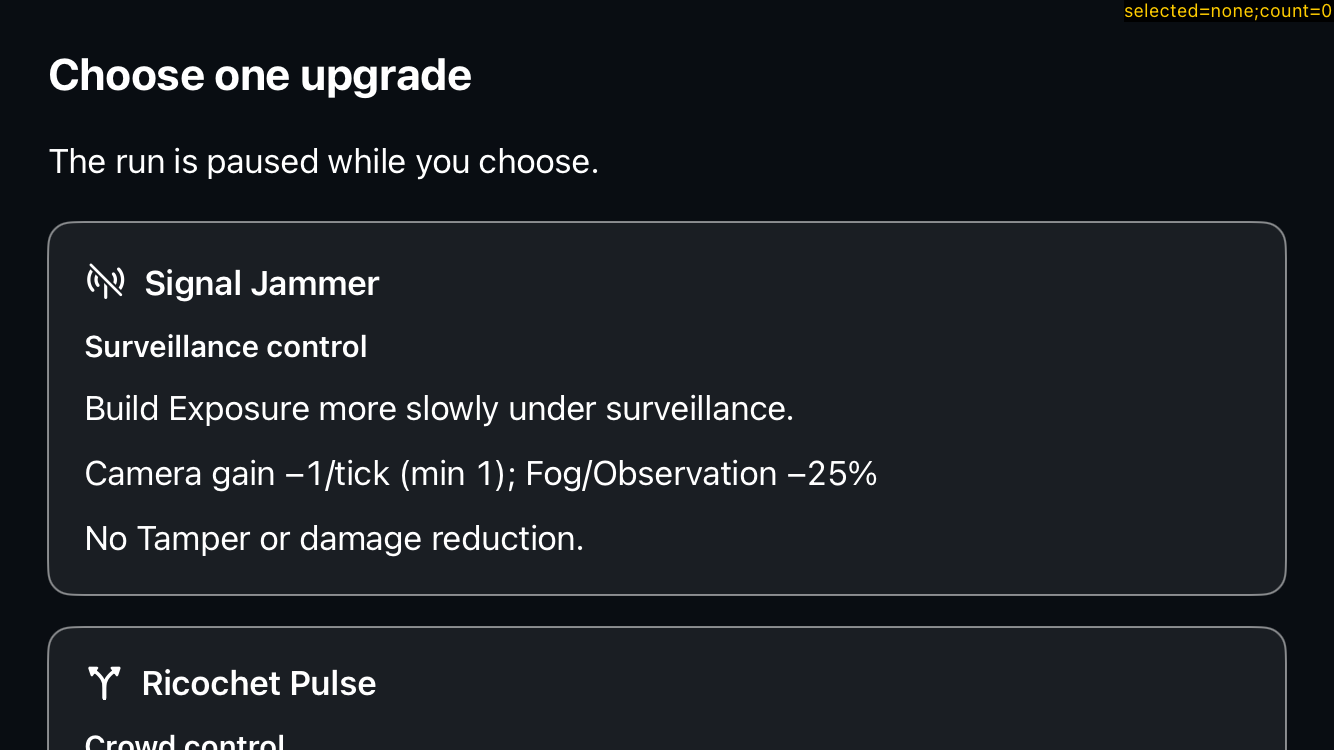 selected=none;count=0
Choose one upgrade
The run is paused while you choose.
Signal Jammer
Surveillance control
Build Exposure more slowly under surveillance.
Camera gain −1/tick (min 1); Fog/Observation −25%
No Tamper or damage reduction.
Ricochet Pulse
Crowd control